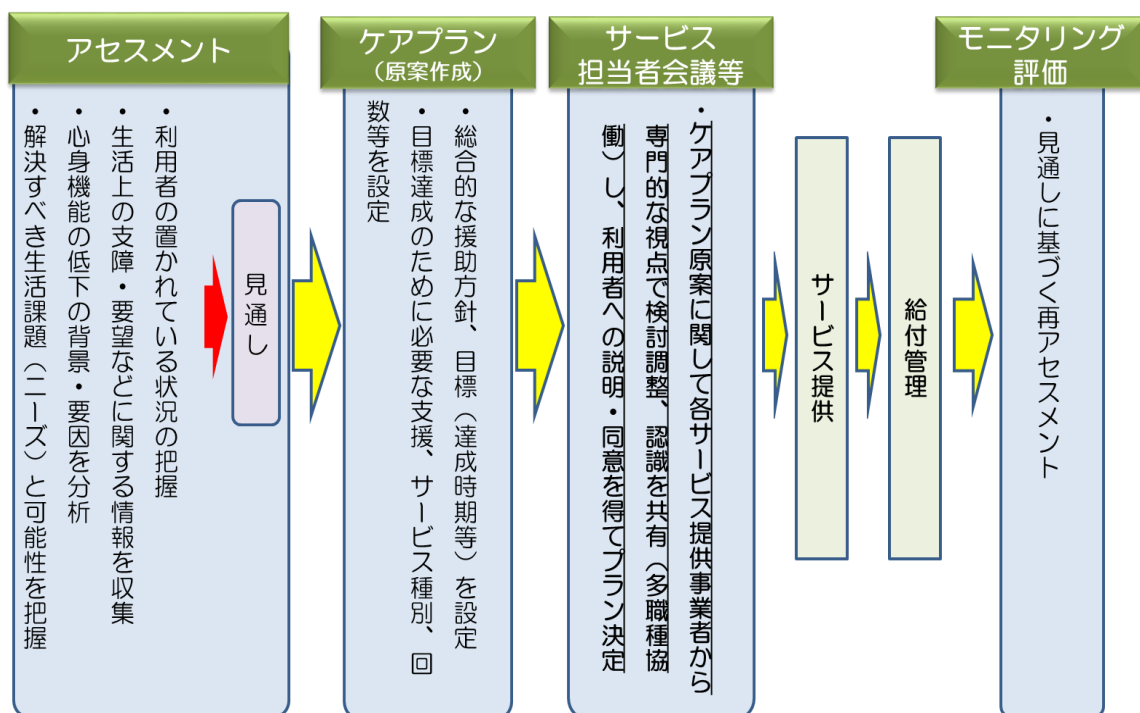 アセスメント
・利用者の置かれている状況の把握
・生活上の支障・要望などに関する情報を収集
・心身機能の低下の背景・要因を分析
・解決すべき生活課題（ニーズ）と可能性を把握
見通し
ケアプラン
（原案作成）
・総合的な援助方針、目標（達成時期等）を設定
・目標達成のために必要な支援、サービス種別、回
数等を設定
サービス
担当者会議等
・ケアプラン原案に関して各サービス提供事業者から
専門的な視点で検討調整、認識を共有（多職種協
働）し、利用者への説明・同意を得てプラン決定
サービス提供
給付管理
モニタリング
評価
・見通しに基づく再アセスメント